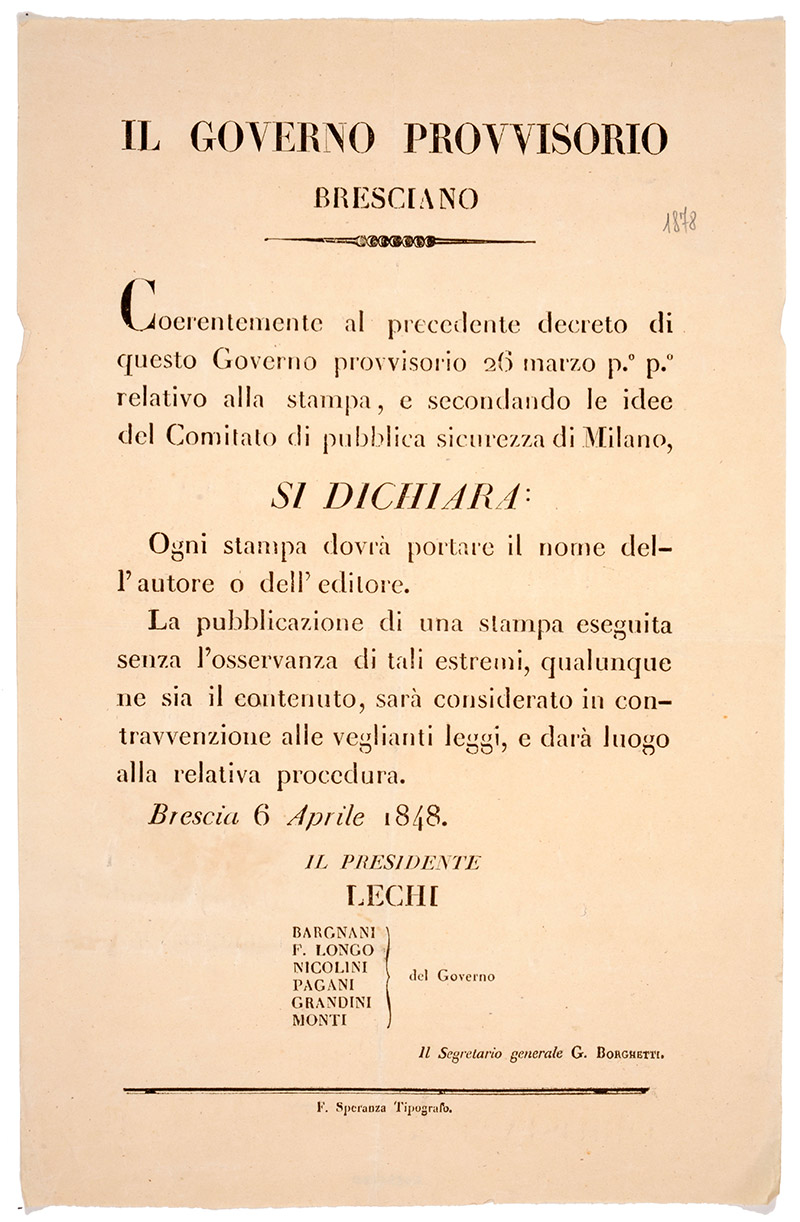 IL GOVERNO PROVVISORIO
BRESCIANO
1878
Coerentemente al precedente decreto di
questo Governo provvisorio 26 marzo p.° p.°
relativo alla stampa, e secondando le idee
del Comitato di pubblica sicurezza di Milano,
SI DICHIARA:
Ogni stampa dovrà portare il nome del-
l'autore o dell' editore.
La pubblicazione di una stampa eseguita
senza l'osservanza di tali estremi, qualunque
ne sia il contenuto, sarà considerato in con-
travvenzione alle veglianti leggi, e darà luogo
alla relativa procedura.
Brescia 6 Aprile 1848.
IL PRESIDENTE
LECHI
BARGNANI
F. LONGO
NICOLINI
PAGANI
GRANDINI
MONTI
del Governo
Il Segretario generale G. BORGHETTI.
F. Speranza Tipografo.